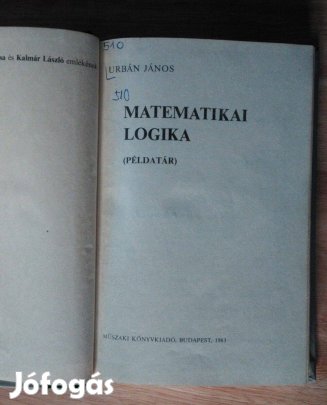 és Kalmár László emlékének
510
URBÁN JÁNOS
510
MATEMATIKAI
LOGIKA
(PÉLDATÁR)
MŰSZAKI KÖNYVKIADÓ, BUDAPEST, 1983
Jófogás